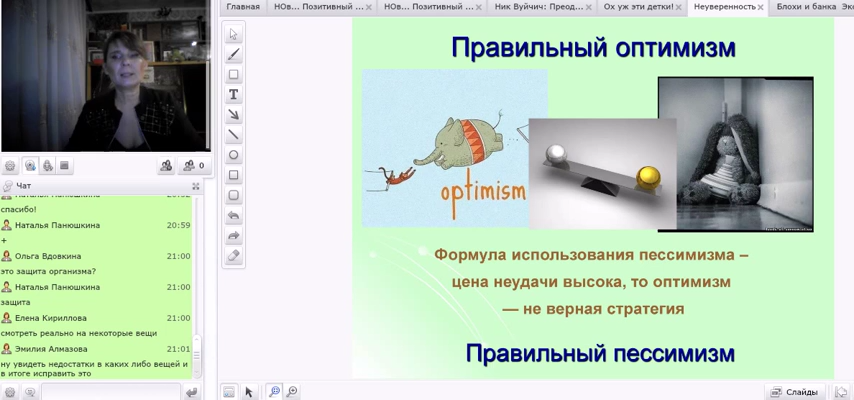 Главная
НОв... Позитивный ...
НОв... Позитивный ...
Ник Вуйчич: Преод...
Ох уж эти детки!
Неуверенность
Блохи и банка
Экс
0
Чат
Наталья Панюшкина
спасибо!
Наталья Панюшкина 20:59
+
Ольга Вдовкина 21:00
это защита организма?
Наталья Панюшкина 21:00
защита
Елена Кириллова 21:00
смотреть реально на некоторые вещи
Эмилия Алмазова 21:01
ну увидеть недостатки в каких либо вещей и
в итоге исправить это
T
Правильный оптимизм
optimism
Формула использования пессимизма –
цена неудачи высока, то оптимизм
— не верная стратегия
Правильный пессимизм
Слайды